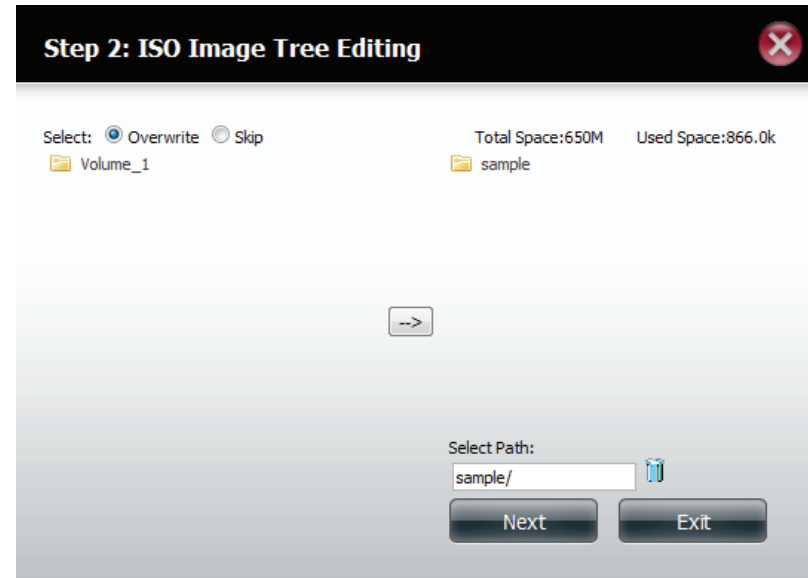 Step 2: ISO Image Tree Editing
Select: Overwrite Skip
Total Space:650M Used Space:866.0k
Volume_1
sample
-->
Select Path:
sample/
Next
Exit